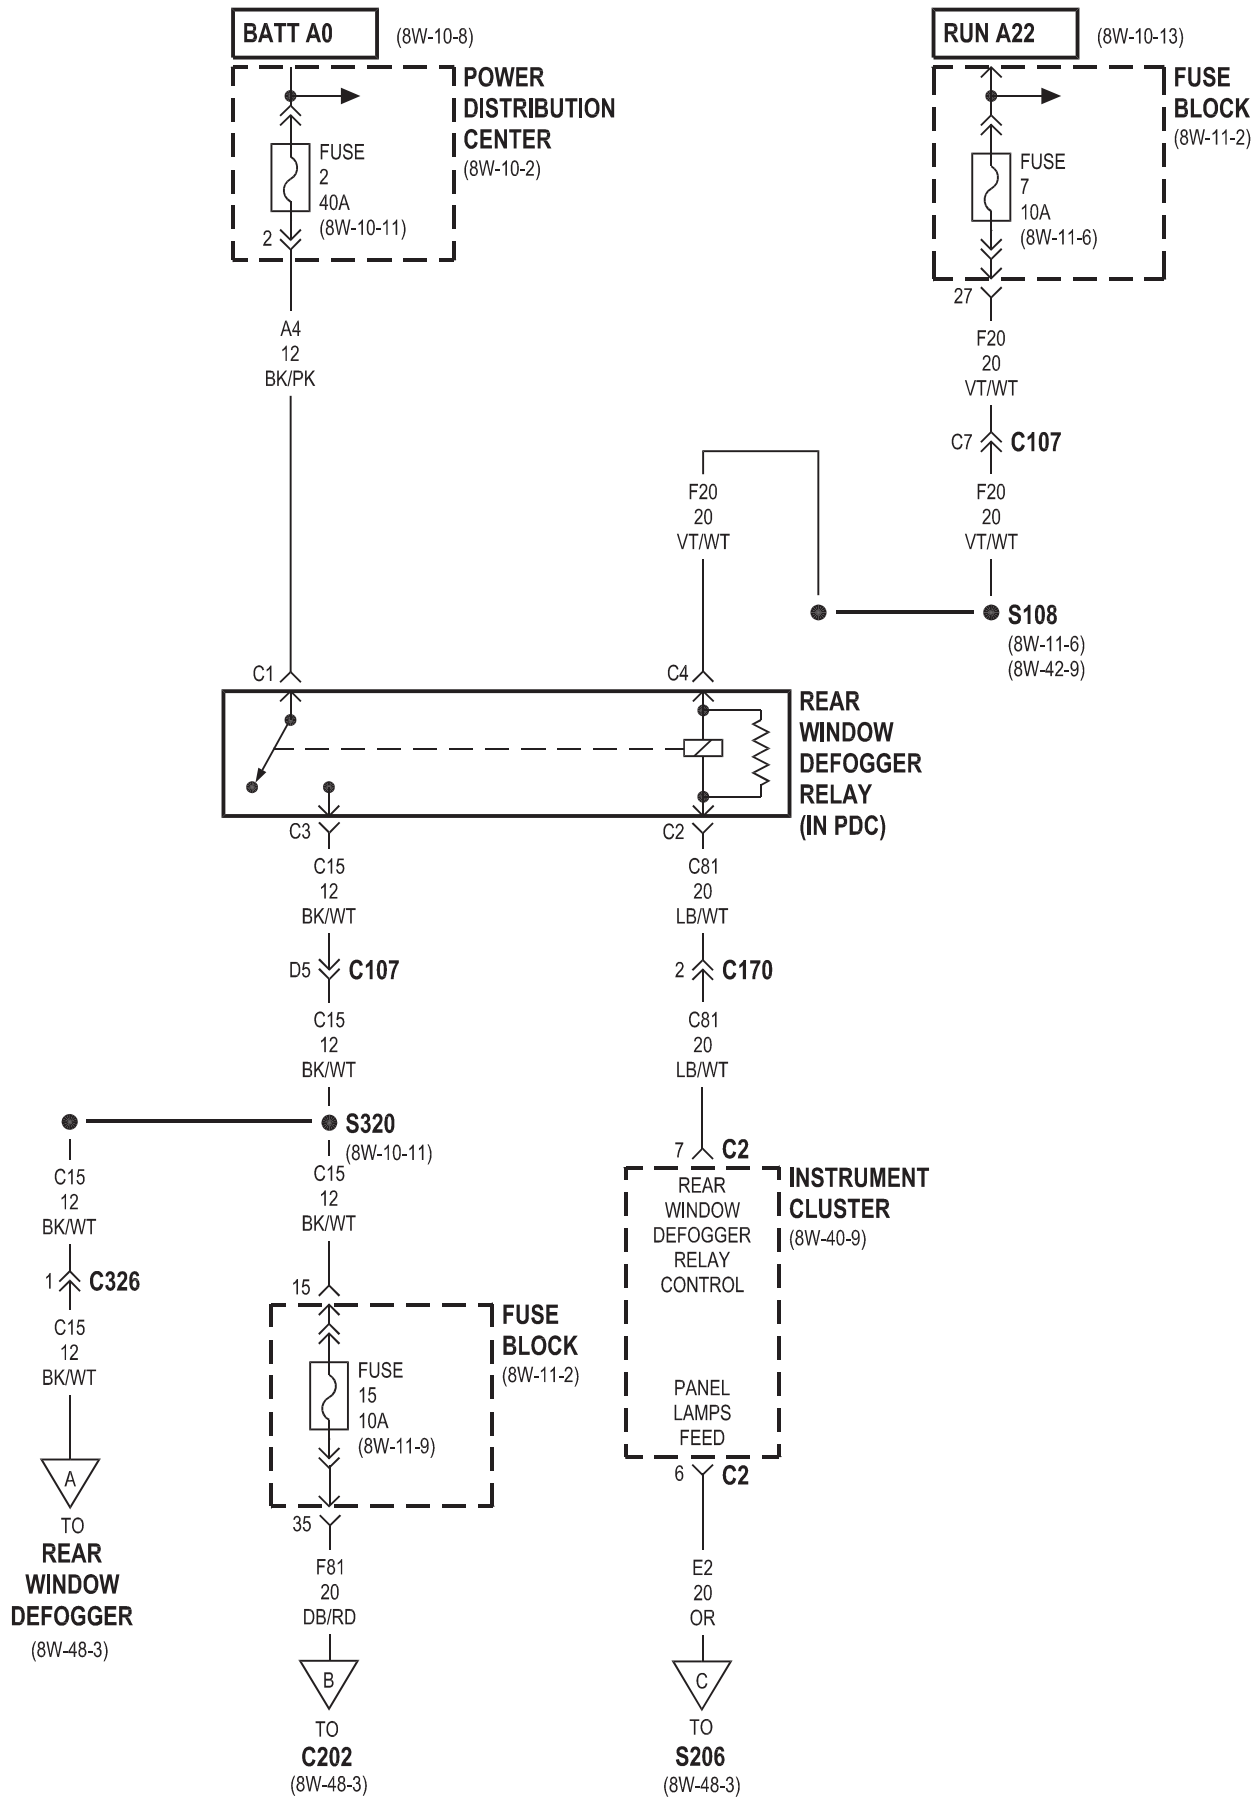 BATT A0
(8W-10-8)
RUN A22
(8W-10-13)
POWER
DISTRIBUTION
CENTER
(8W-10-2)
FUSE
2
40A
(8W-10-11)
2
FUSE
BLOCK
(8W-11-2)
FUSE
7
10A
(8W-11-6)
27
A4
12
BK/PK
F20
20
VT/WT
C7
C107
F20
20
VT/WT
F20
20
VT/WT
S108
(8W-11-6)
(8W-42-9)
C1
C4
REAR
WINDOW
DEFOGGER
RELAY
(IN PDC)
C3
C2
C15
12
BK/WT
C81
20
LB/WT
D5
C107
2
C170
C15
12
BK/WT
C81
20
LB/WT
S320
(8W-10-11)
C15
12
BK/WT
C15
12
BK/WT
7
C2
INSTRUMENT
CLUSTER
(8W-40-9)
REAR
WINDOW
DEFOGGER
RELAY
CONTROL
PANEL
LAMPS
FEED
6
C2
1
C326
C15
12
BK/WT
15
FUSE
BLOCK
(8W-11-2)
FUSE
15
10A
(8W-11-9)
35
A
TO
REAR
WINDOW
DEFOGGER
(8W-48-3)
F81
20
DB/RD
B
TO
C202
(8W-48-3)
E2
20
OR
C
TO
S206
(8W-48-3)